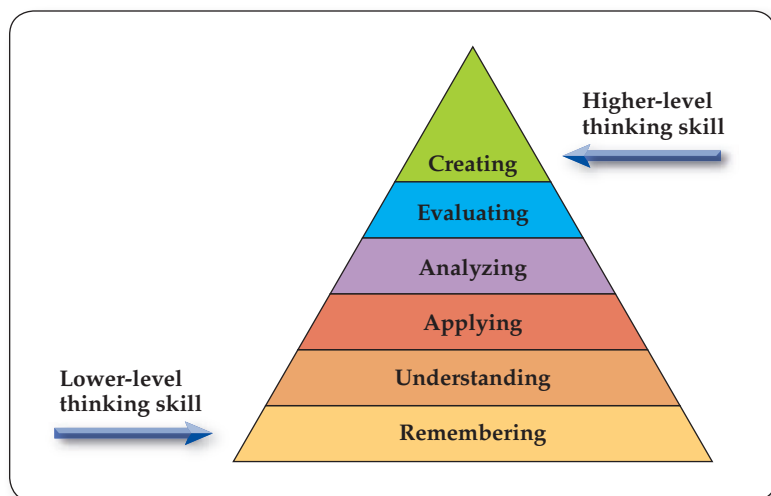 Higher-level
thinking skill
Creating
Evaluating
Analyzing
Applying
Lower-level
thinking skill
Understanding
Remembering